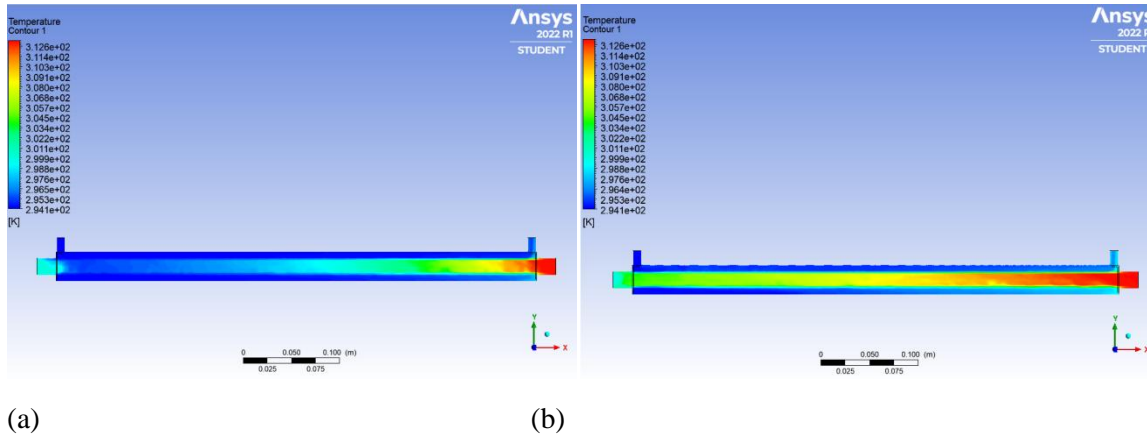 Temperature
Contour 1
3.126e+02
3.114e+02
3.103e+02
3.091e+02
3.080e+02
3.068e+02
3.057e+02
3.045e+02
3.034e+02
3.022e+02
3.011e+02
2.999e+02
2.988e+02
2.976e+02
2.965e+02
2.953e+02
2.941e+02
[K]
Ansys
2022 R1
STUDENT
0 0.050 0.100 (m)
0.025 0.075
Y
X
Temperature
Contour 1
3.126e+02
3.114e+02
3.103e+02
3.091e+02
3.080e+02
3.068e+02
3.057e+02
3.045e+02
3.034e+02
3.022e+02
3.011e+02
2.999e+02
2.988e+02
2.976e+02
2.964e+02
2.953e+02
2.941e+02
[K]
Ansys
2022 R
STUDENT
0 0.050 0.100 (m)
0.025 0.075
Y
X
(a) (b)